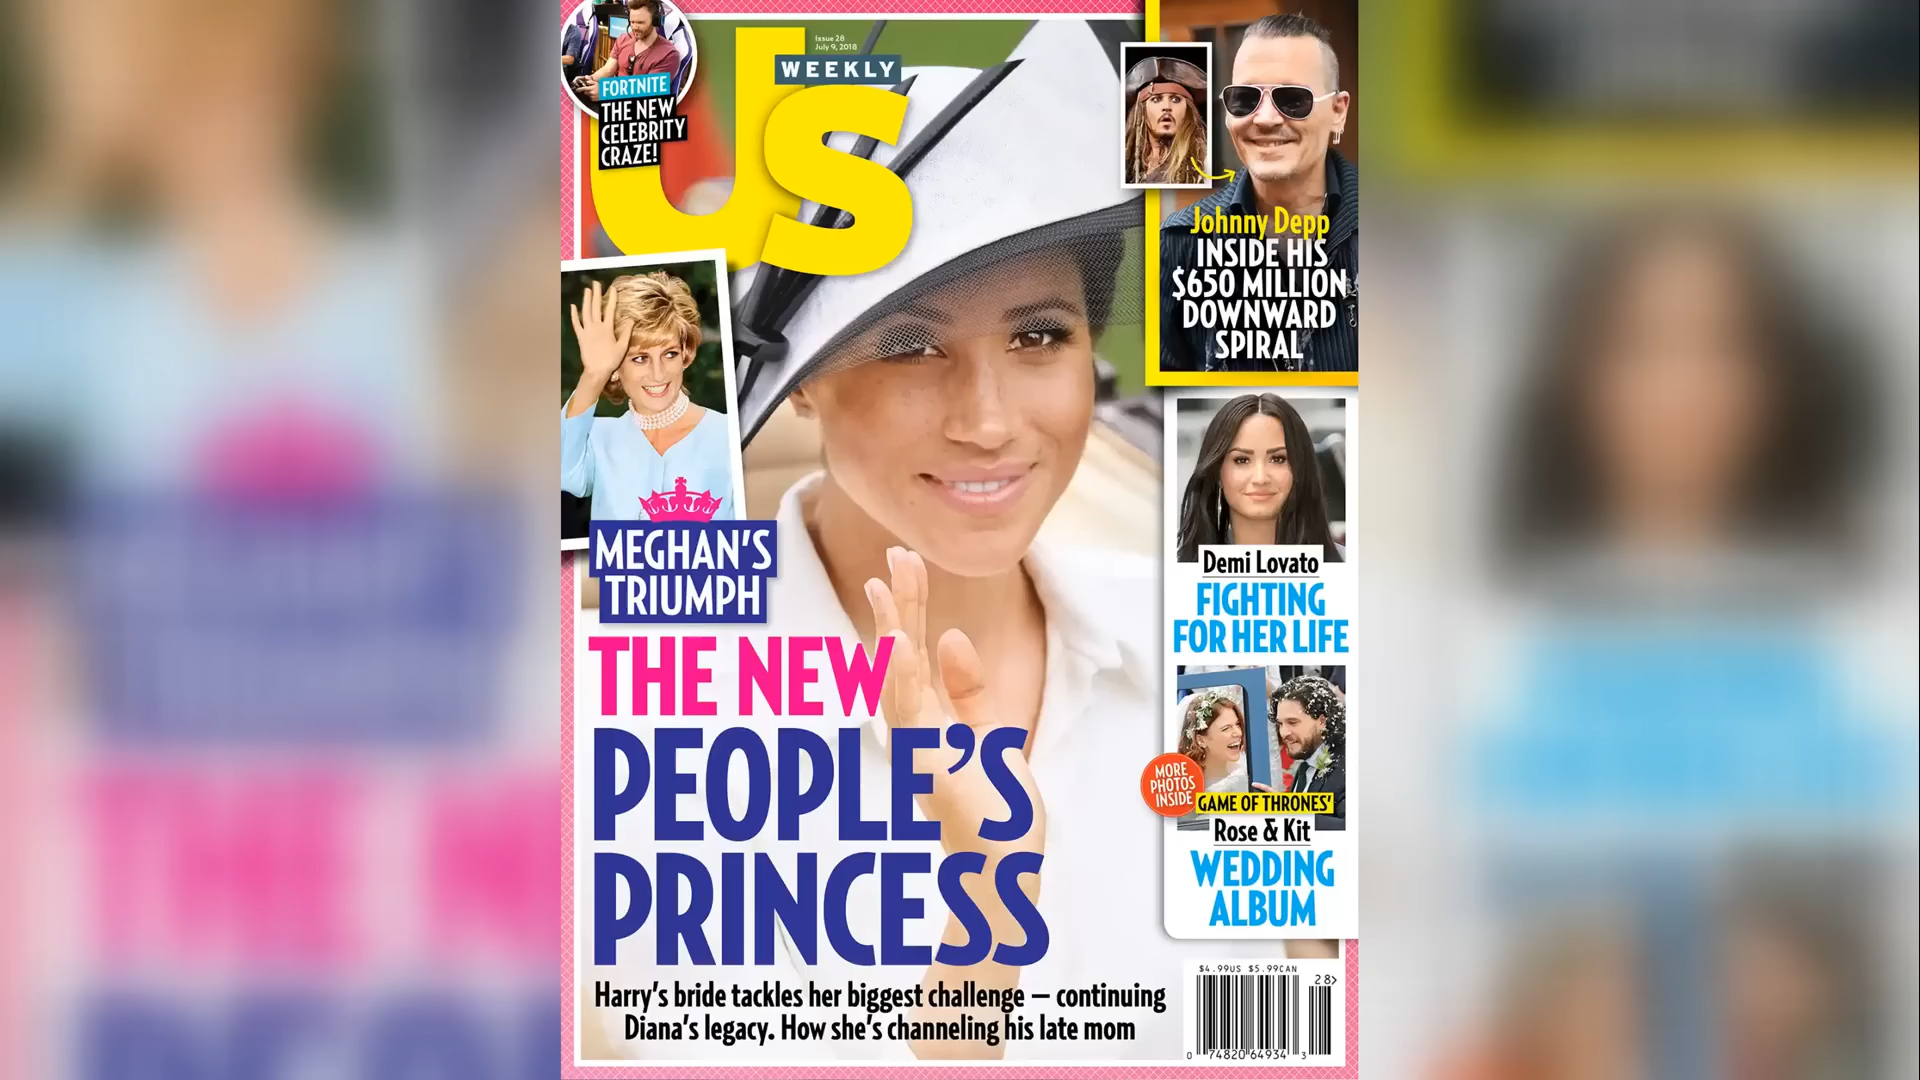 Issue 28
July 9, 2018
Us
WEEKLY
FORTNITE
THE NEW
CELEBRITY
CRAZE!
Johnny Depp
INSIDE HIS
$650 MILLION
DOWNWARD
SPIRAL
MEGHAN'S
TRIUMPH
THE NEW
PEOPLE'S
PRINCESS
Harry's bride tackles her biggest challenge — continuing
Diana's legacy. How she's channeling his late mom
Demi Lovato
FIGHTING
FOR HER LIFE
MORE
PHOTOS
INSIDE
GAME OF THRONES'
Rose & Kit
WEDDING
ALBUM
$4.99US $5.99CAN
28>
0 74820 64934 3